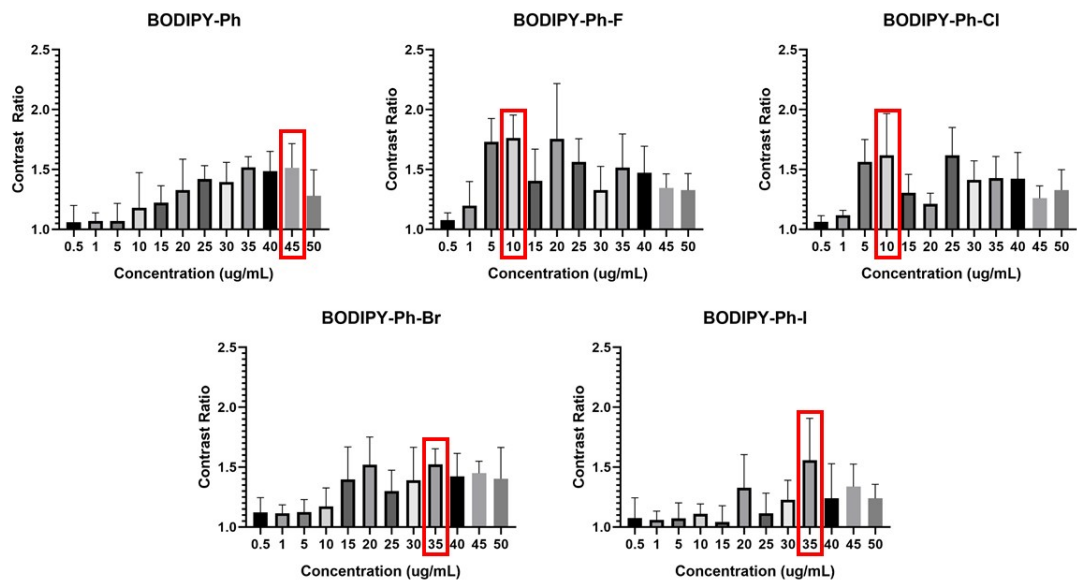 BODIPY-Ph
2.5
2.0
1.5
1.0
Contrast Ratio
0.5 1 5 10 15 20 25 30 35 40 45 50
Concentration (ug/mL)
BODIPY-Ph-F
2.5
2.0
1.5
1.0
Contrast Ratio
0.5 1 5 10 15 20 25 30 35 40 45 50
Concentration (ug/mL)
BODIPY-Ph-Cl
2.5
2.0
1.5
1.0
Contrast Ratio
0.5 1 5 10 15 20 25 30 35 40 45 50
Concentration (ug/mL)
BODIPY-Ph-Br
2.5
2.0
1.5
1.0
Contrast Ratio
0.5 1 5 10 15 20 25 30 35 40 45 50
Concentration (ug/mL)
BODIPY-Ph-I
2.5
2.0
1.5
1.0
Contrast Ratio
0.5 1 5 10 15 20 25 30 35 40 45 50
Concentration (ug/mL)